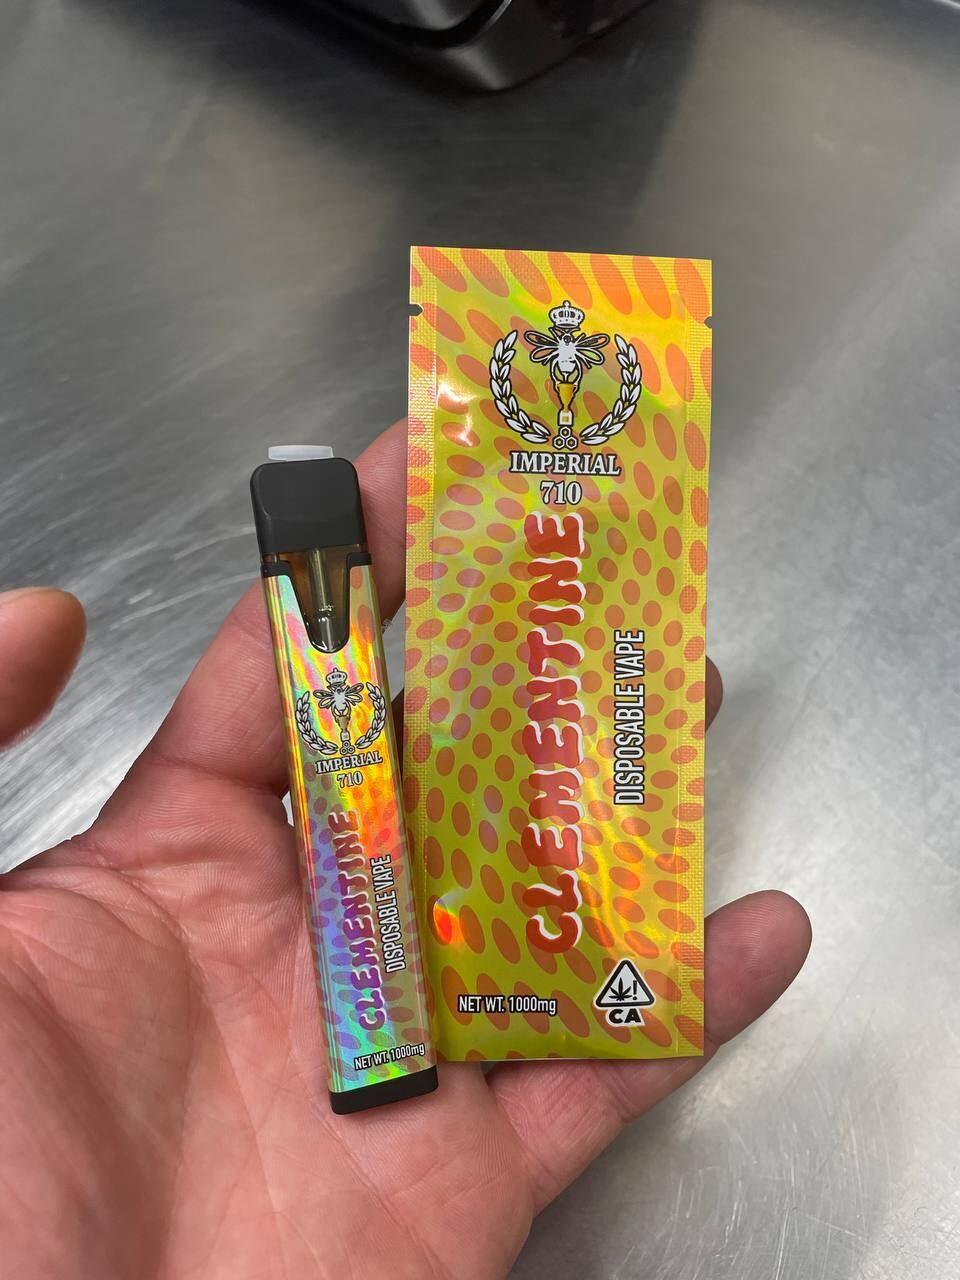 IMPERIAL
710
CLEMENTINE
DISPOSABLE VAPE
NET WT. 1000mg
IMPERIAL
710
CLEMENTINE
DISPOSABLE VAPE
NET WT. 1000mg
!
CA